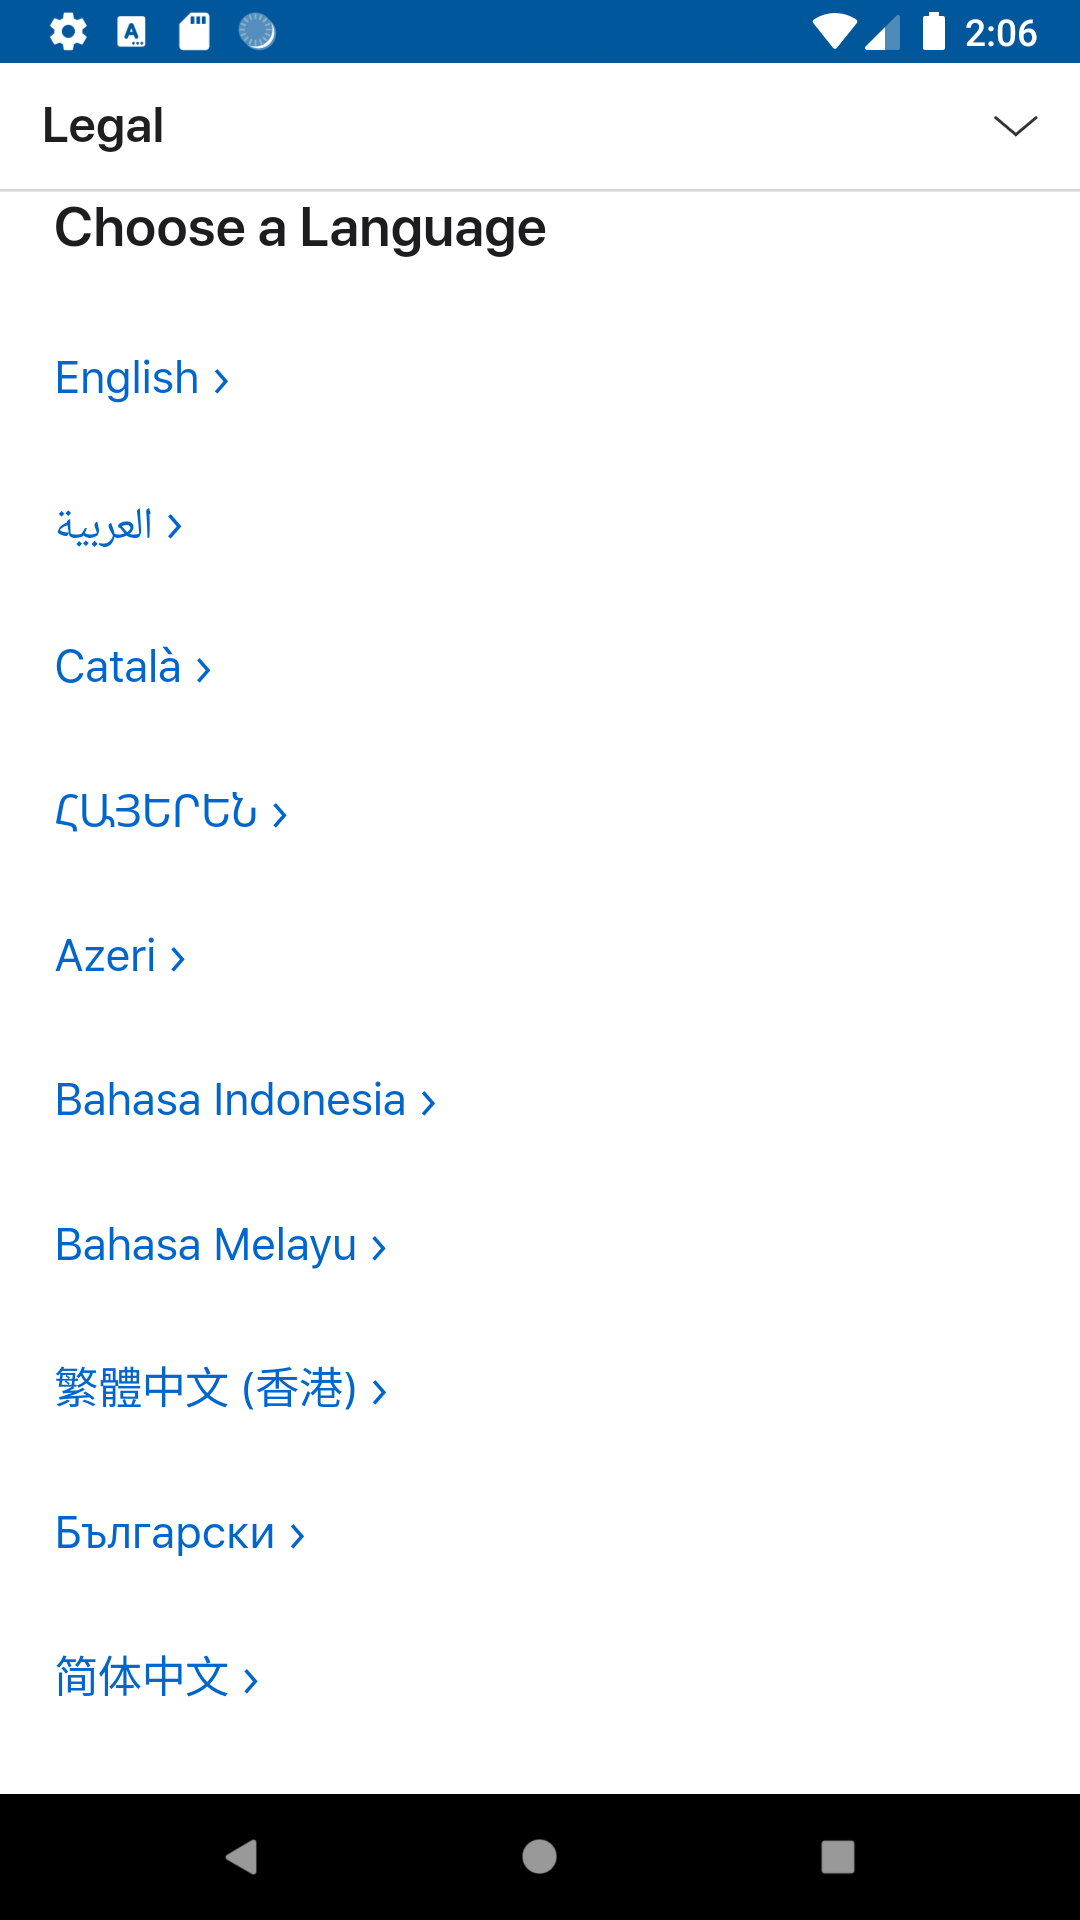 2:06
Legal
Choose a Language
English
العربية
Català
ՀԱՅԵՐԵՆ
Azeri
Bahasa Indonesia
Bahasa Melayu
繁體中文 (香港)
Български
简体中文